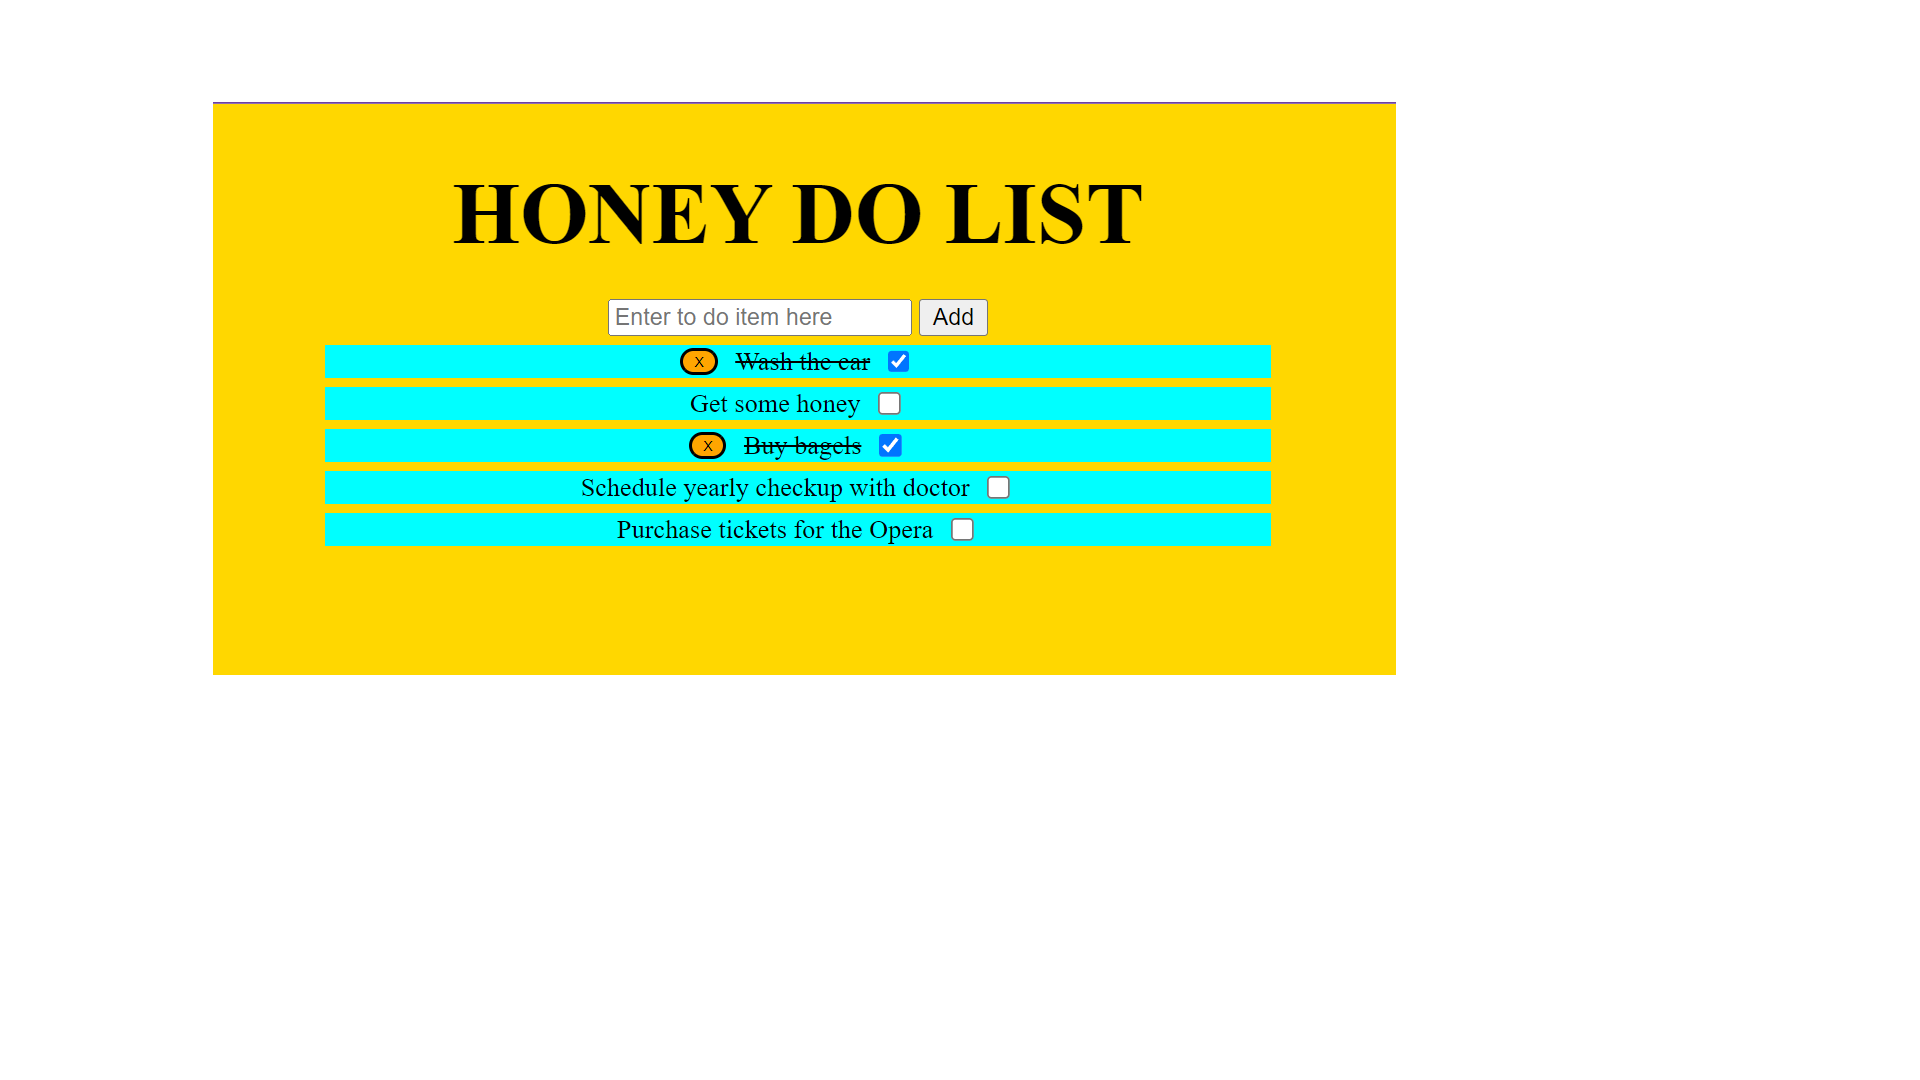 HONEY DO LIST
Enter to do item here Add
X Wash the car
Get some honey
X Buy bagels
Schedule yearly checkup with doctor
Purchase tickets for the Opera